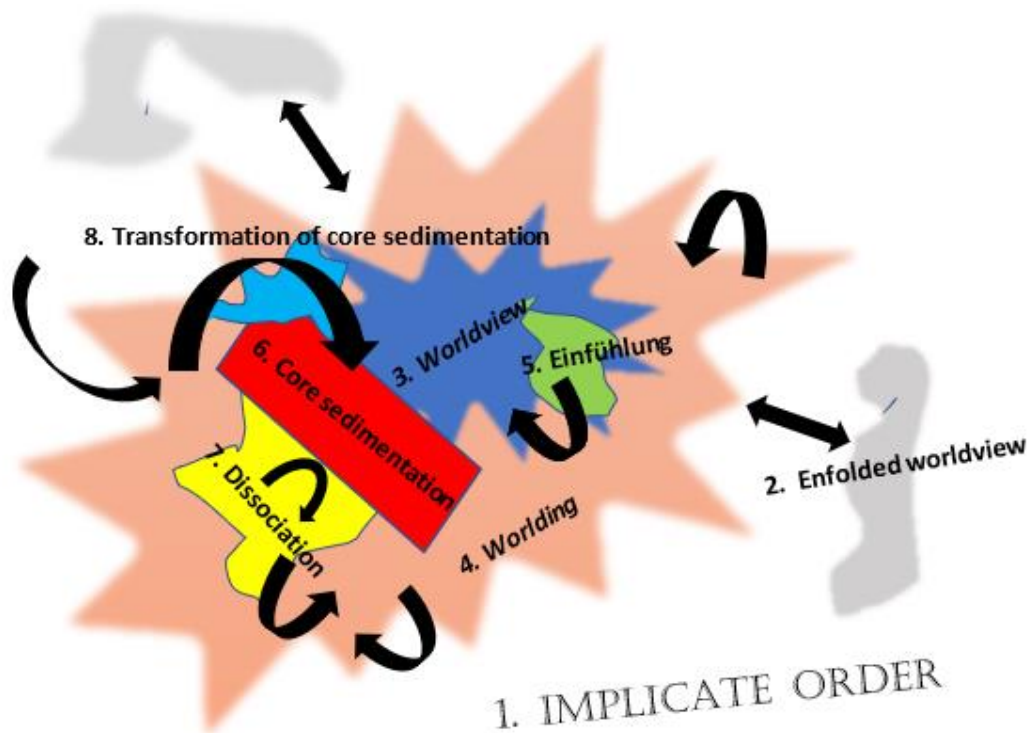 8. Transformation of core sedimentation
3. Worldview
5. Einfühlung
6. Core sedimentation
7. Dissociation
2. Enfolded worldview
4. Worlding
1. IMPLICATE ORDER